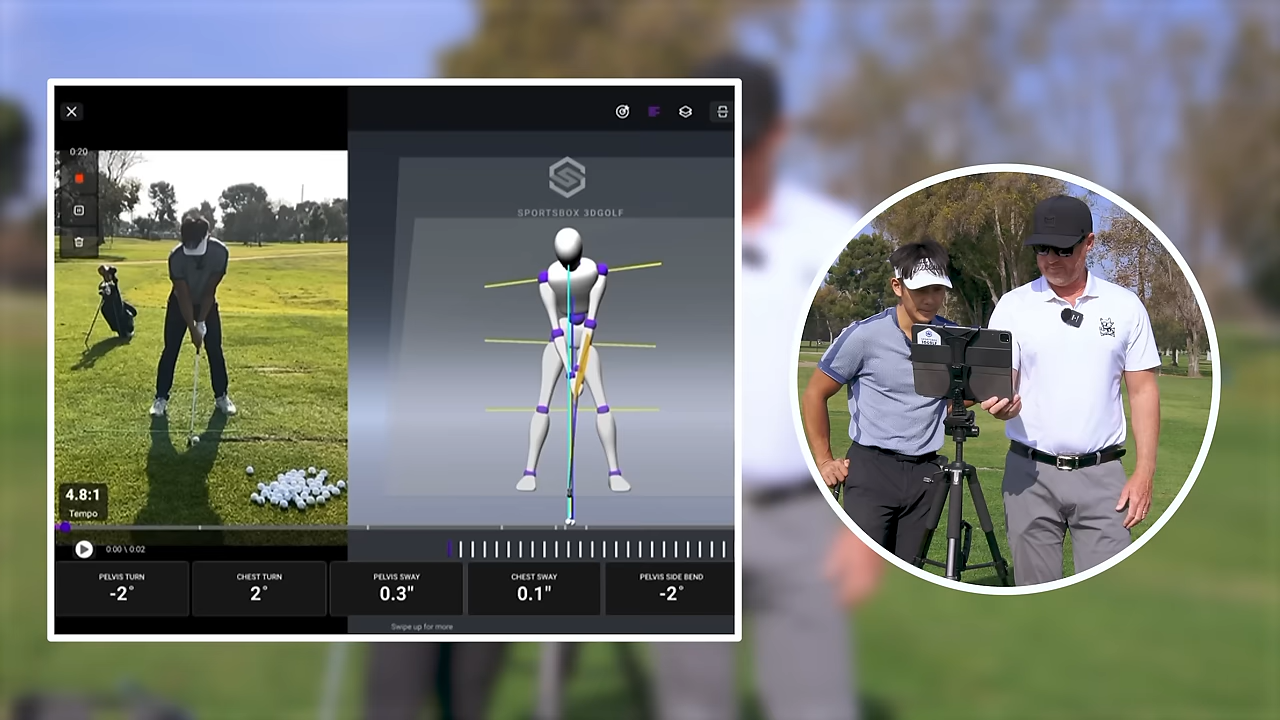 0:20
SPORTSBOX 3DGOLF
4.8:1
Tempo
0:00 \ 0:02
PELVIS TURN
-2°
CHEST TURN
2°
PELVIS SWAY
0.3"
CHEST SWAY
0.1"
PELVIS SIDE BEND
-2°
Swipe up for more